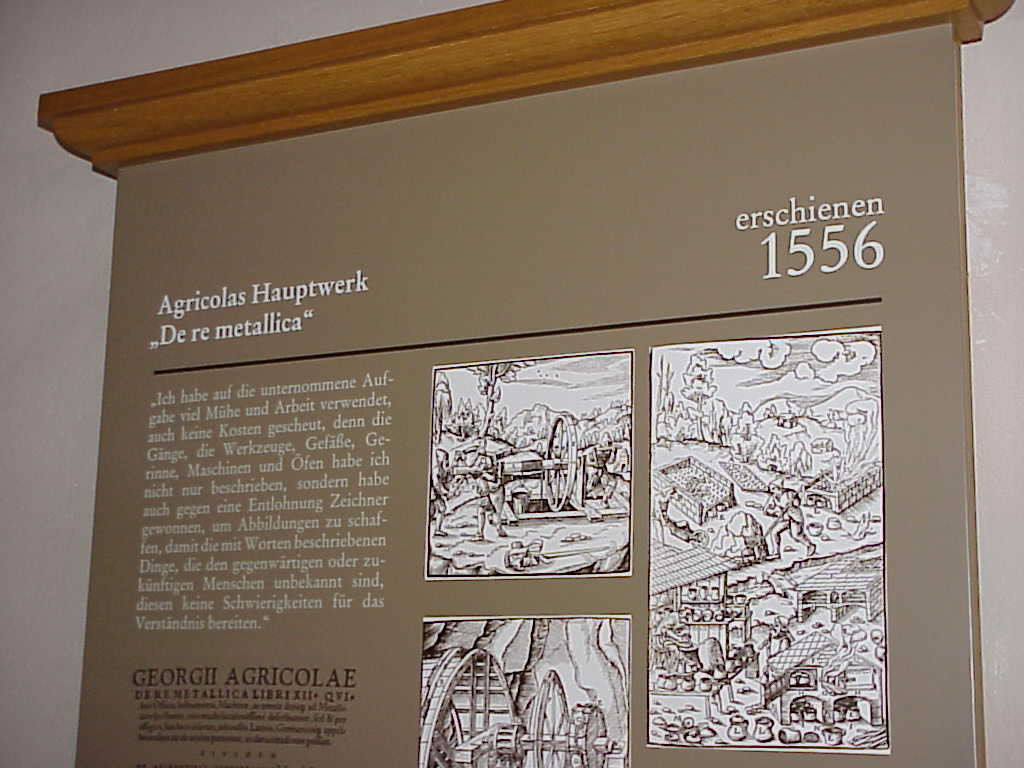 erschienen
1556
Agricolas Hauptwerk
„De re metallica“
„Ich habe auf die unternommene Auf-
gabe viel Mühe und Arbeit verwendet,
auch keine Kosten gescheut, denn die
Gänge, die Werkzeuge, Gefäße, Ge-
rinne, Maschinen und Öfen habe ich
nicht nur beschrieben, sondern habe
auch gegen eine Entlohnung Zeichner
gewonnen, um Abbildungen zu schaf-
fen, damit die mit Worten beschriebenen
Dinge, die den gegenwärtigen oder zu-
künftigen Menschen unbekannt sind,
diesen keine Schwierigkeiten für das
Verständnis bereiten.“
GEORGII AGRICOLAE
DE RE METALLICA LIBRI XII· QVI·